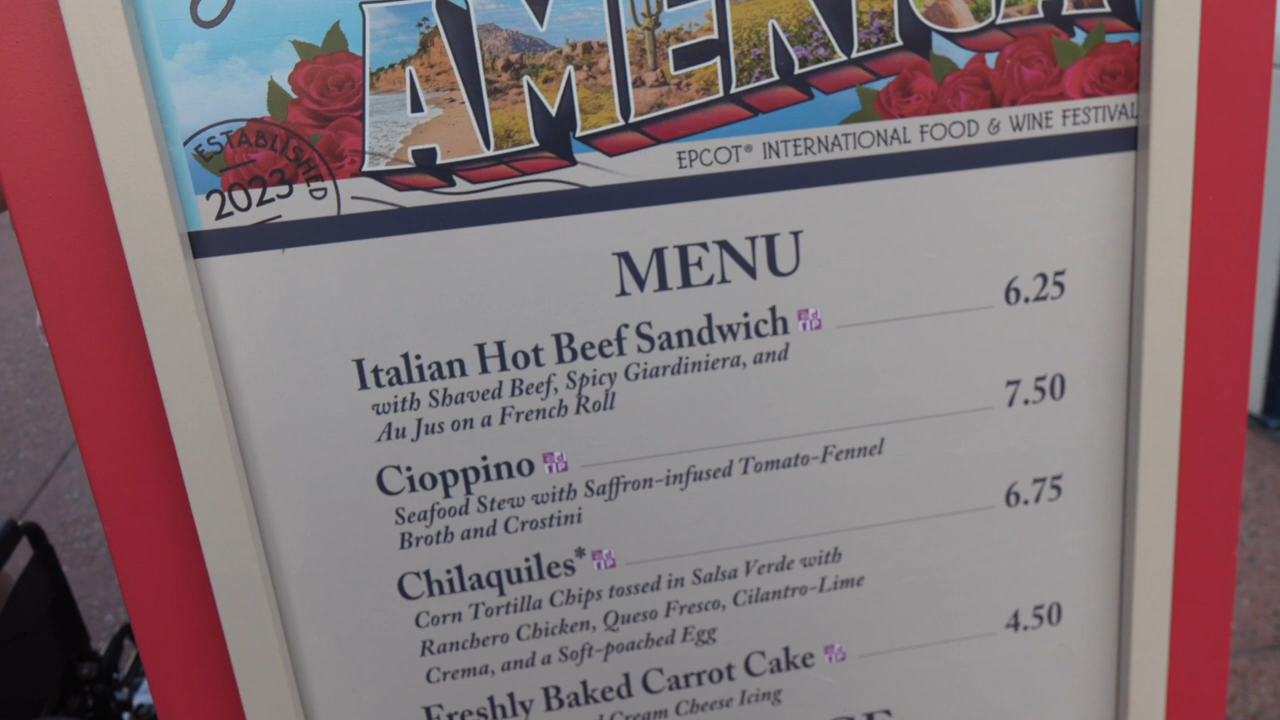 AMERICA
ESTABLISHED
2023
EPCOT® INTERNATIONAL FOOD & WINE FESTIVAL
MENU
Italian Hot Beef Sandwich 6.25
with Shaved Beef, Spicy Giardiniera, and
Au Jus on a French Roll
Cioppino 7.50
Seafood Stew with Saffron-infused Tomato-Fennel
Broth and Crostini
Chilaquiles* 6.75
Corn Tortilla Chips tossed in Salsa Verde with
Ranchero Chicken, Queso Fresco, Cilantro-Lime
Crema, and a Soft-poached Egg
Freshly Baked Carrot Cake 4.50
Cream Cheese Icing